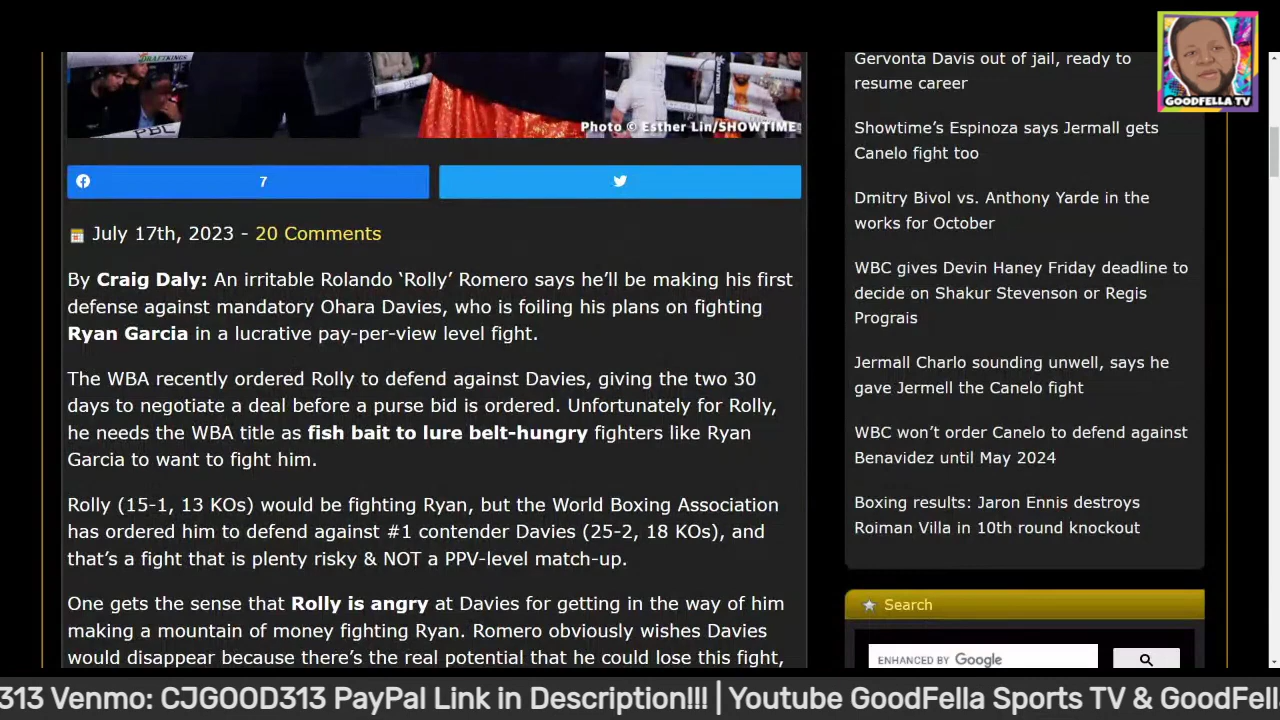 DRAFTKINGS
PBC
PBC
Photo © Esther Lin/SHOWTIME
7
July 17th, 2023 - 20 Comments
By Craig Daly: An irritable Rolando ‘Rolly’ Romero says he’ll be making his first
defense against mandatory Ohara Davies, who is foiling his plans on fighting
Ryan Garcia in a lucrative pay-per-view level fight.
The WBA recently ordered Rolly to defend against Davies, giving the two 30
days to negotiate a deal before a purse bid is ordered. Unfortunately for Rolly,
he needs the WBA title as fish bait to lure belt-hungry fighters like Ryan
Garcia to want to fight him.
Rolly (15-1, 13 KOs) would be fighting Ryan, but the World Boxing Association
has ordered him to defend against #1 contender Davies (25-2, 18 KOs), and
that’s a fight that is plenty risky & NOT a PPV-level match-up.
One gets the sense that Rolly is angry at Davies for getting in the way of him
making a mountain of money fighting Ryan. Romero obviously wishes Davies
would disappear because there’s the real potential that he could lose this fight,
GOODFELLA TV
Gervonta Davis out of jail, ready to
resume career
Showtime’s Espinoza says Jermall gets
Canelo fight too
Dmitry Bivol vs. Anthony Yarde in the
works for October
WBC gives Devin Haney Friday deadline to
decide on Shakur Stevenson or Regis
Prograis
Jermall Charlo sounding unwell, says he
gave Jermell the Canelo fight
WBC won’t order Canelo to defend against
Benavidez until May 2024
Boxing results: Jaron Ennis destroys
Roiman Villa in 10th round knockout
Search
ENHANCED BY Google
313 Venmo: CJGOOD313 PayPal Link in Description!!! | Youtube GoodFella Sports TV & GoodFell